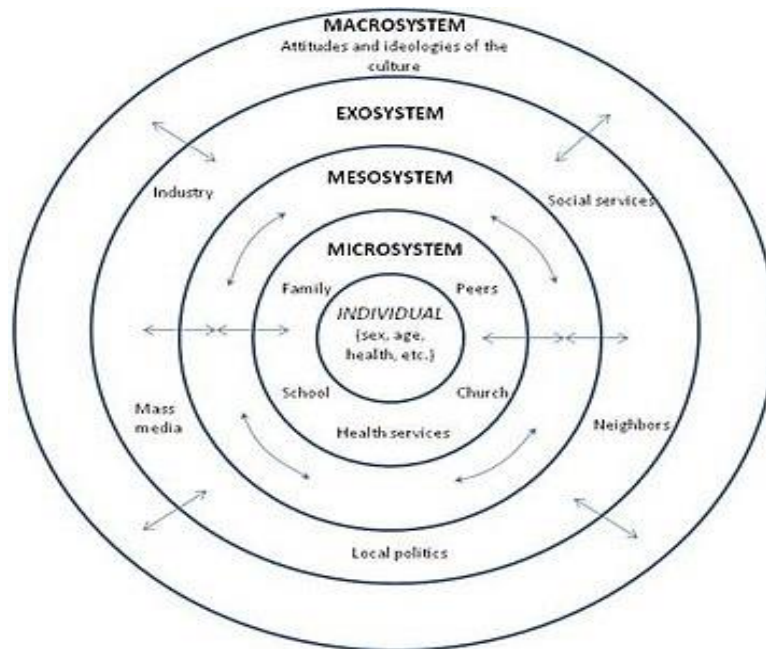 MACROSYSTEM
Attitudes and ideologies of the
culture
EXOSYSTEM
MESOSYSTEM
Industry
Social services
MICROSYSTEM
Family
Peers
INDIVIDUAL
{sex, age,
health, etc.}
School
Church
Mass
media
Neighbors
Health services
Local politics